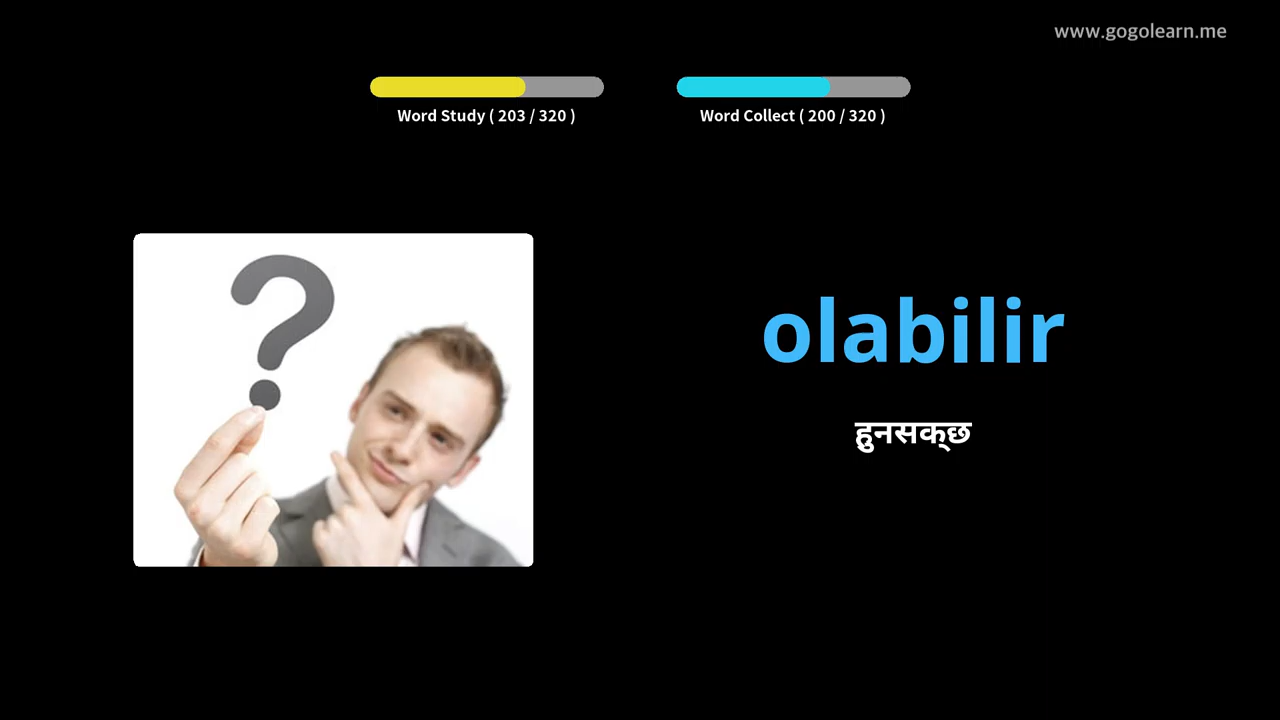 www.gogolearn.me
Word Study ( 203 / 320 )
Word Collect ( 200 / 320 )
?
olabilir
हुनसक्छ